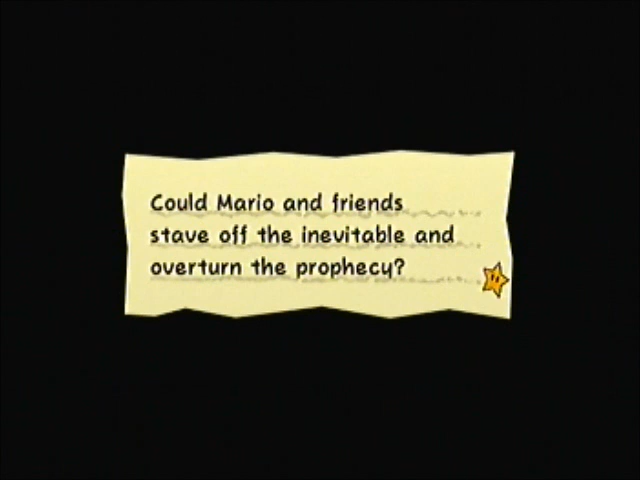 Could Mario and friends
stave off the inevitable and
overturn the prophecy?